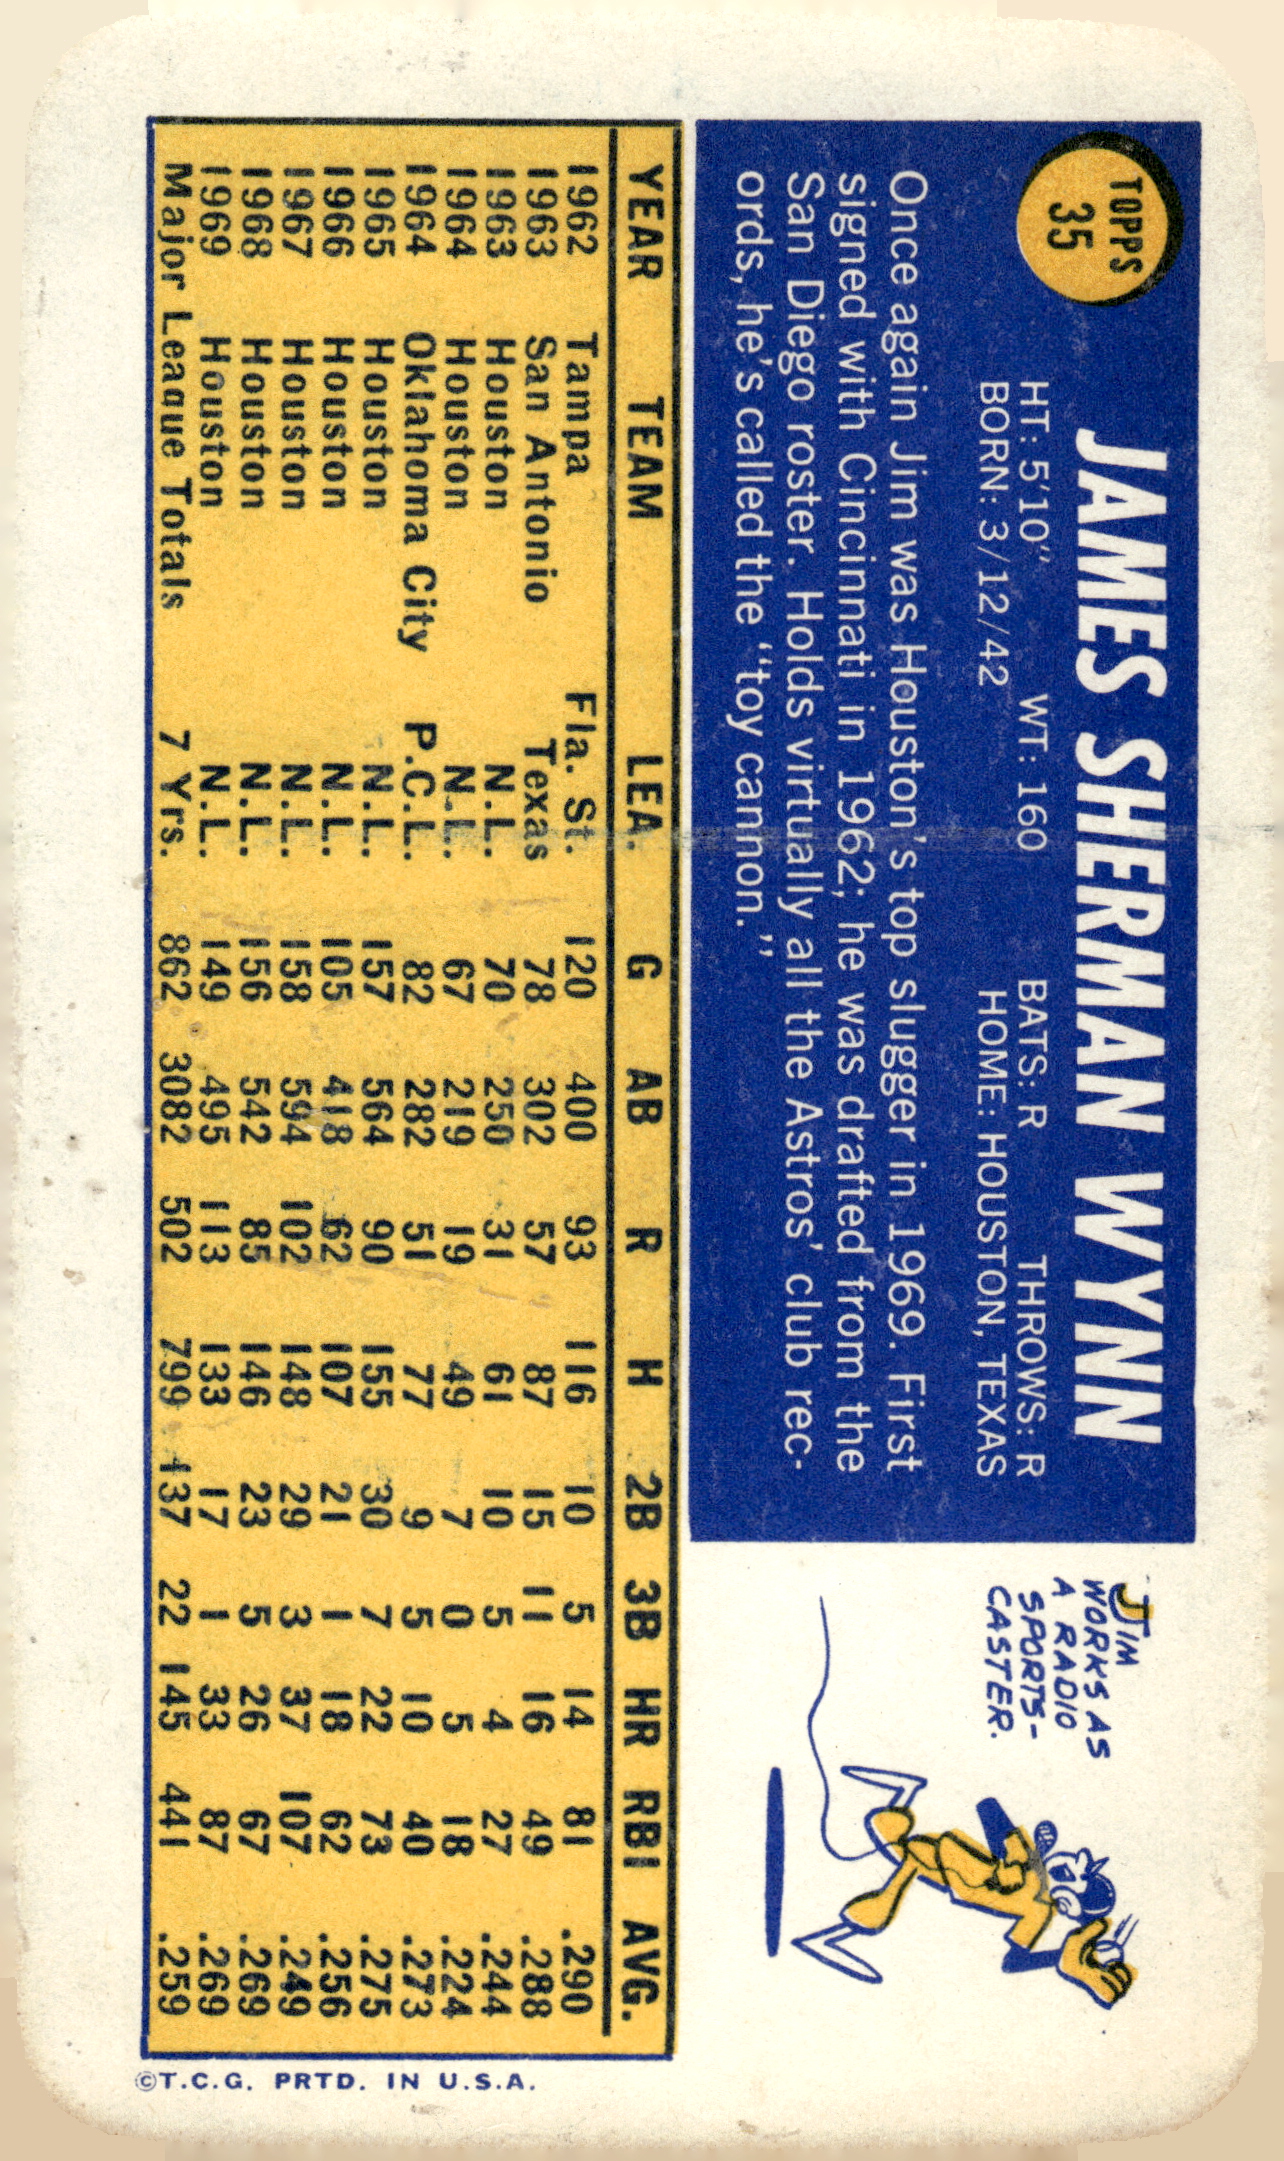 TOPPS
35
JAMES SHERMAN WYNN
HT: 5'10" WT: 160 BATS: R THROWS: R
BORN: 3/12/42 HOME: HOUSTON, TEXAS
Once again Jim was Houston's top slugger in 1969. First
signed with Cincinnati in 1962; he was drafted from the
San Diego roster. Holds virtually all the Astros' club rec-
ords, he's called the "toy cannon."
JIM
WORKS AS
A RADIO
SPORTS-
CASTER.
YEAR TEAM LEA. G AB R H 2B 3B HR RBI AVG.
1962 Tampa Fla. St. 120 400 93 116 10 5 14 81 .290
1963 San Antonio Texas 78 302 57 87 15 11 16 49 .288
1963 Houston N.L. 70 250 31 61 10 5 4 27 .244
1964 Houston N.L. 67 219 19 49 7 0 5 18 .224
1964 Oklahoma City P.C.L. 82 282 51 77 9 5 10 40 .273
1965 Houston N.L. 157 564 90 155 30 7 22 73 .275
1966 Houston N.L. 105 418 62 107 21 1 18 62 .256
1967 Houston N.L. 158 594 102 148 29 3 37 107 .249
1968 Houston N.L. 156 542 85 146 23 5 26 67 .269
1969 Houston N.L. 149 495 113 133 17 1 33 87 .269
Major League Totals 7 Yrs. 862 3082 502 799 137 22 145 441 .259
©T.C.G. PRTD. IN U.S.A.